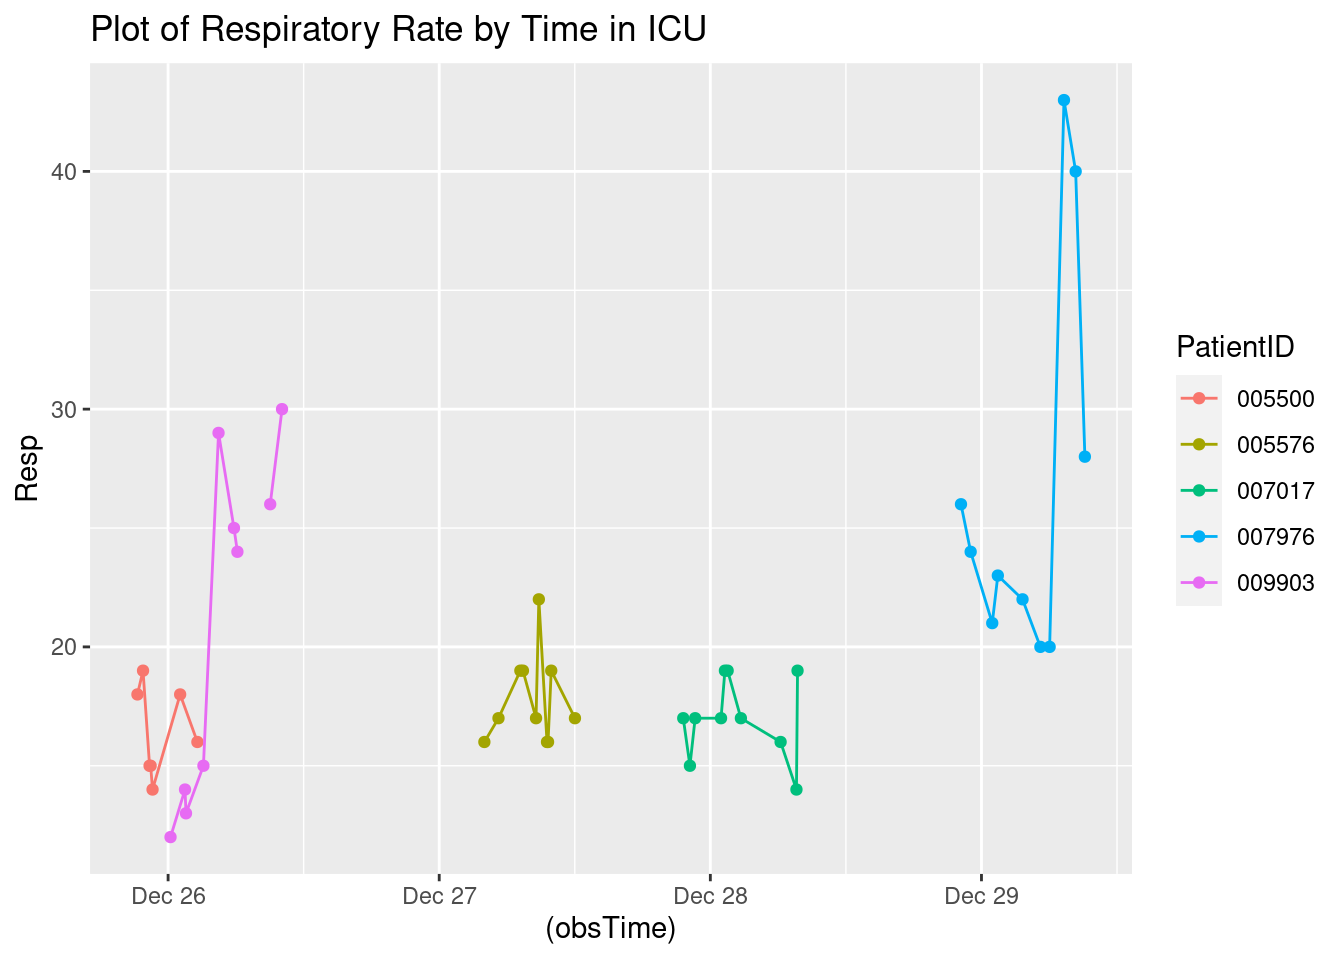 Plot of Respiratory Rate by Time in ICU
Resp
40
30
20
Dec 26
Dec 27
Dec 28
Dec 29
(obsTime)
PatientID
005500
005576
007017
007976
009903